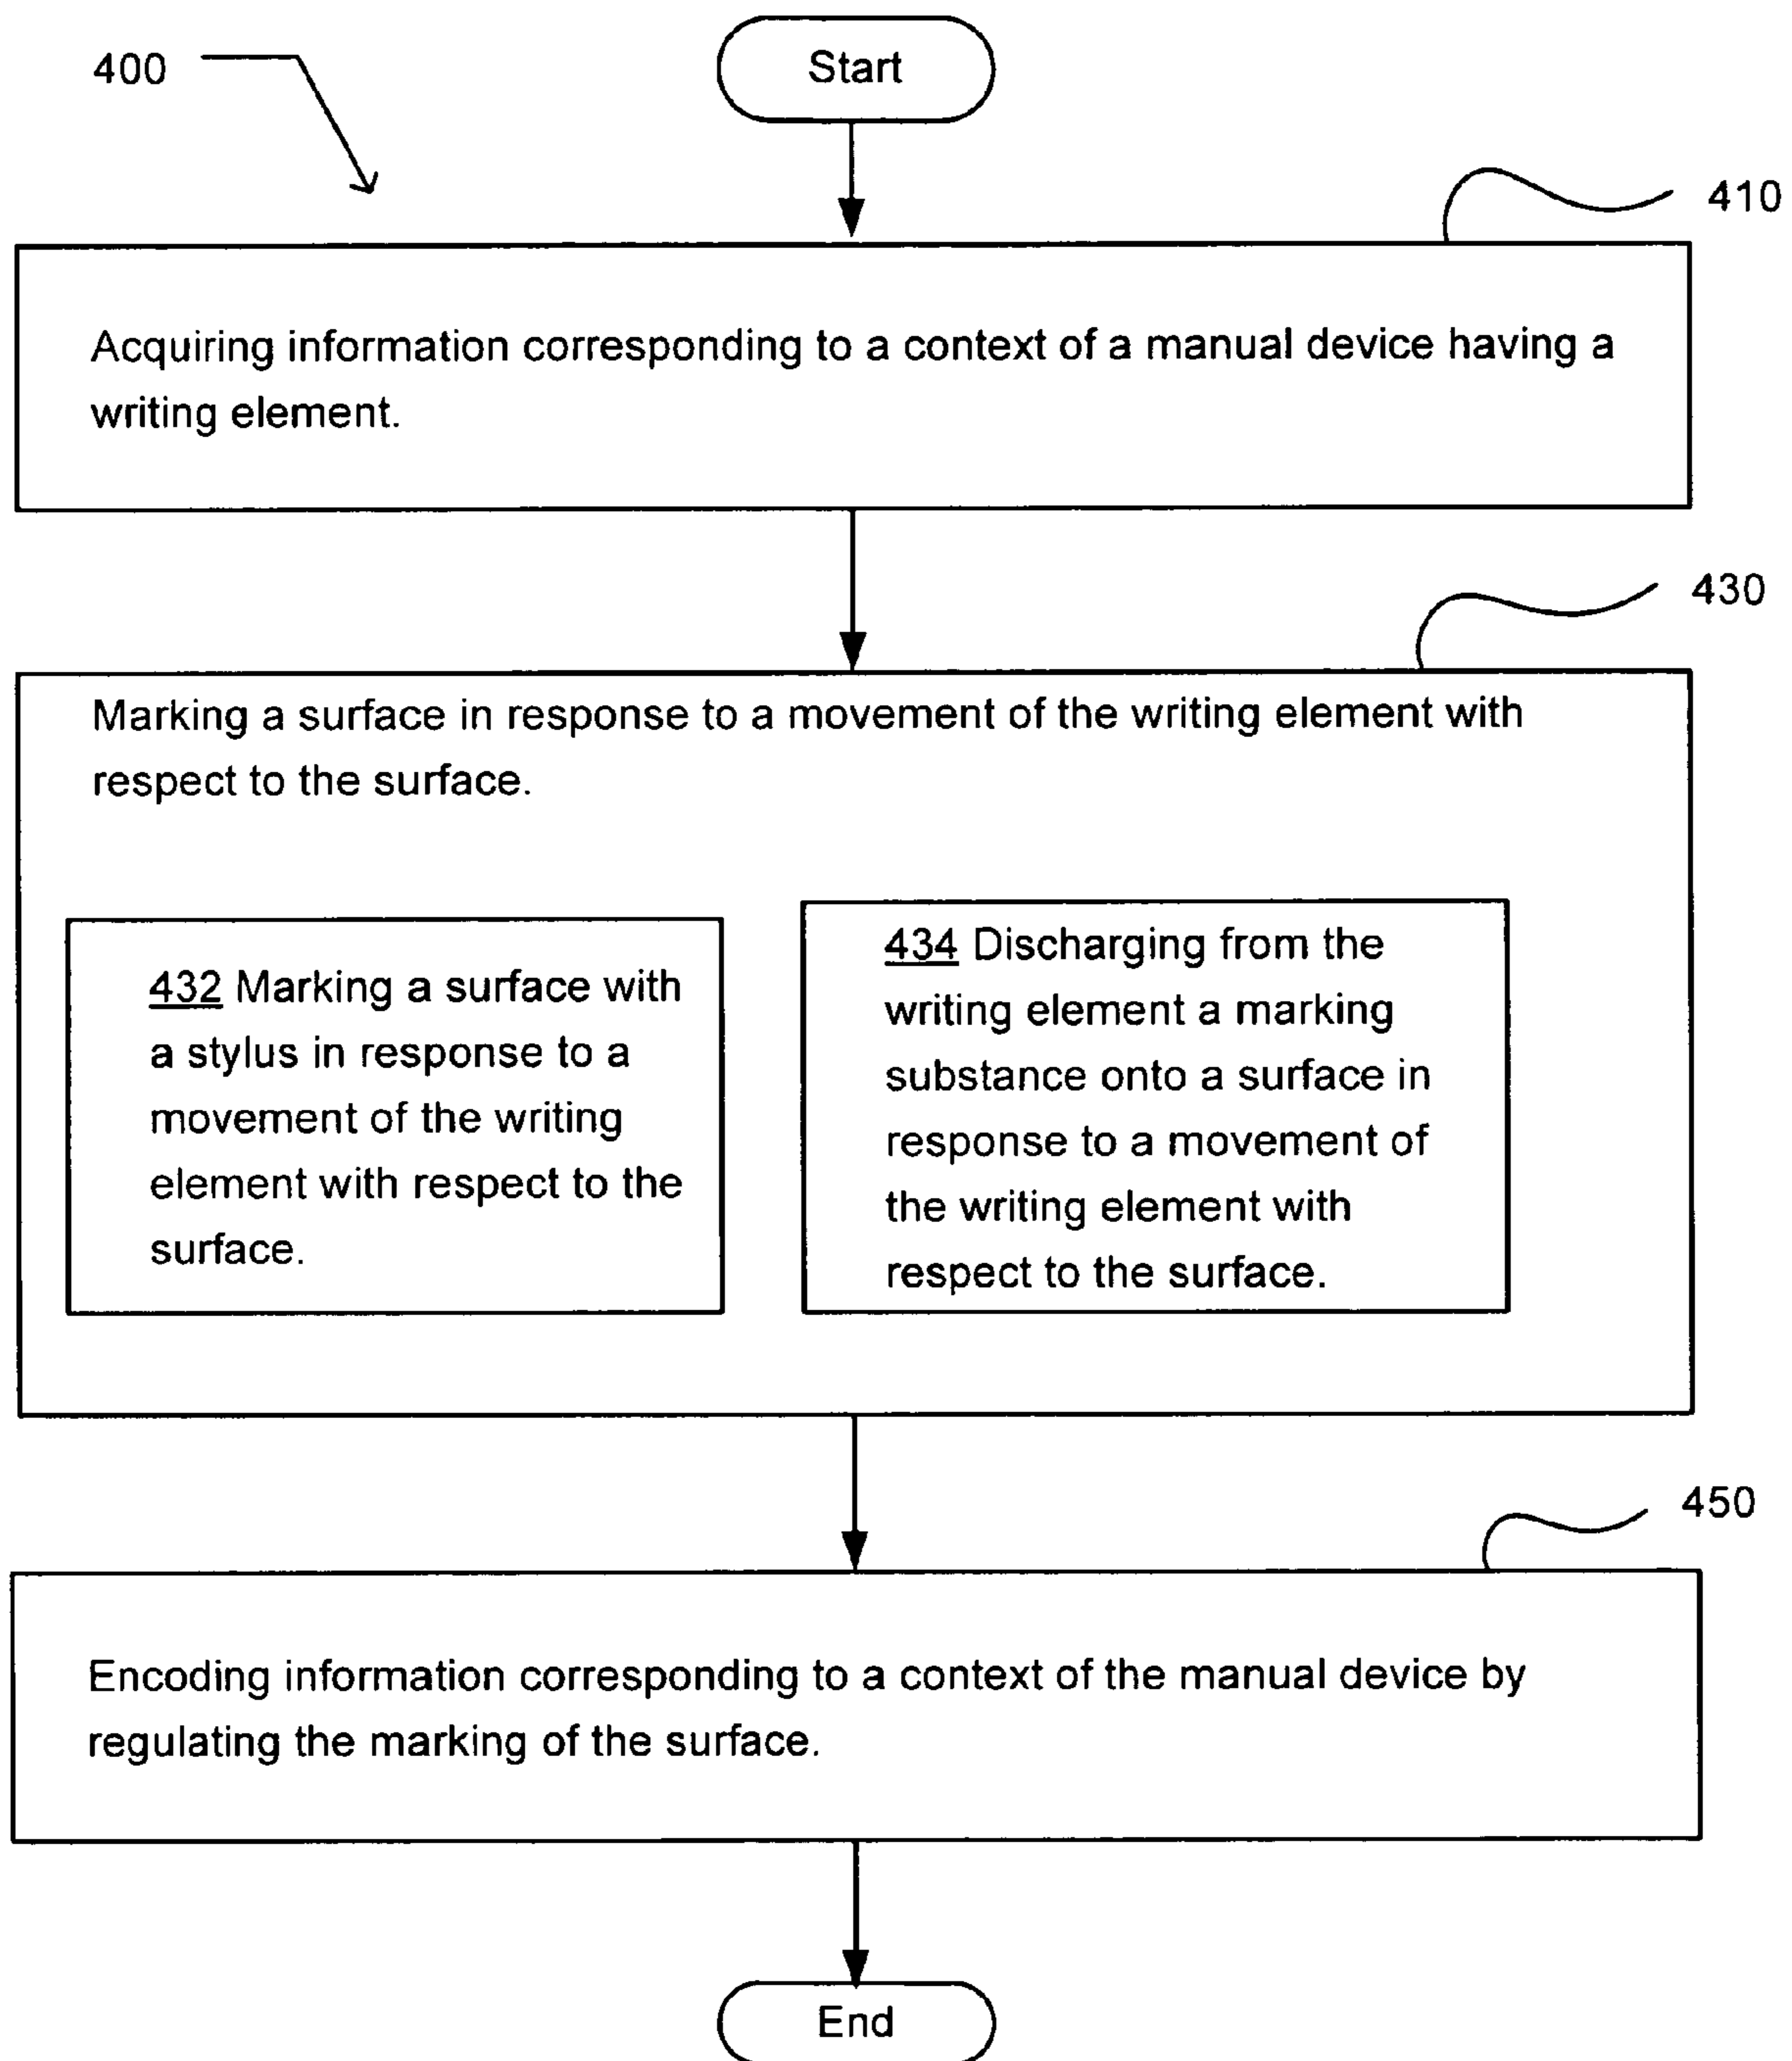 400
Start
410
Acquiring information corresponding to a context of a manual device having a
writing element.
430
Marking a surface in response to a movement of the writing element with
respect to the surface.
432 Marking a surface with
a stylus in response to a
movement of the writing
element with respect to the
surface.
434 Discharging from the
writing element a marking
substance onto a surface in
response to a movement of
the writing element with
respect to the surface.
450
Encoding information corresponding to a context of the manual device by
regulating the marking of the surface.
End